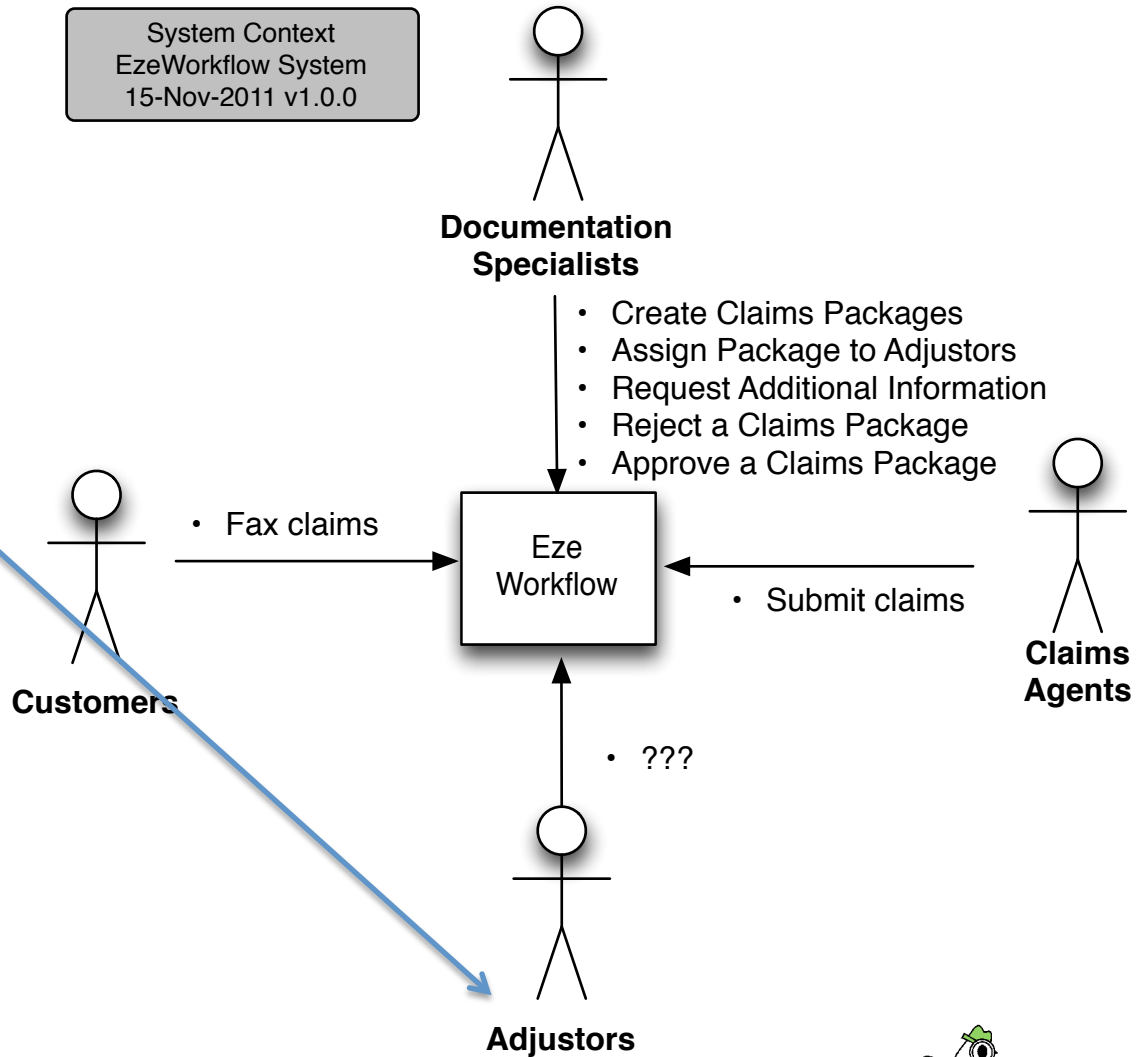 System Context
EzeWorkflow System
15-Nov-2011 v1.0.0
Documentation
Specialists
• Create Claims Packages
• Assign Package to Adjustors
• Request Additional Information
• Reject a Claims Package
• Approve a Claims Package
• Fax claims
Eze
Workflow
• Submit claims
Customers
Claims
Agents
• ???
Adjustors